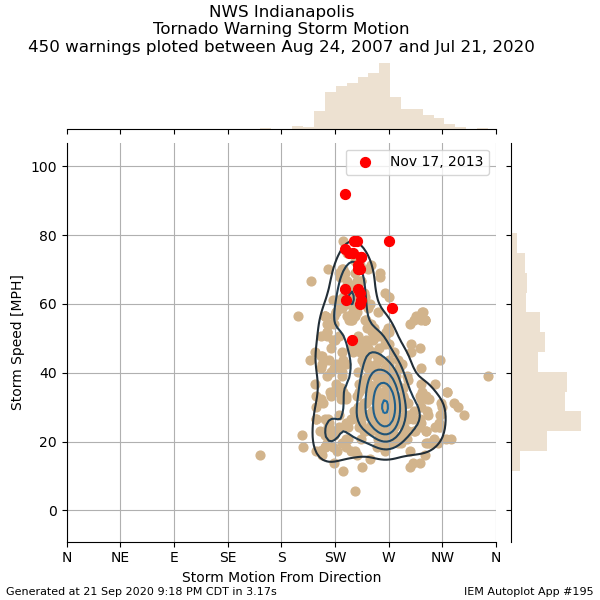 NWS Indianapolis
Tornado Warning Storm Motion
450 warnings ploted between Aug 24, 2007 and Jul 21, 2020
Nov 17, 2013
Storm Speed [MPH]
100
80
60
40
20
0
N NE E SE S SW W NW N
Storm Motion From Direction
Generated at 21 Sep 2020 9:18 PM CDT in 3.17s
IEM Autoplot App #195